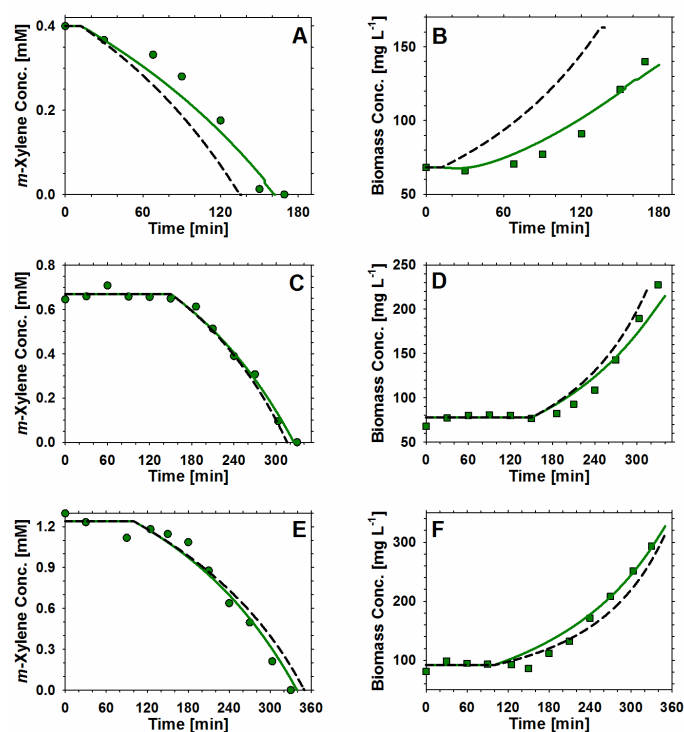 A
m-Xylene Conc. [mM]
0.4
0.2
0.0
0 60 120 180
Time [min]
B
Biomass Conc. [mg L-1]
150
100
50
0 60 120 180
Time [min]
C
m-Xylene Conc. [mM]
0.8
0.6
0.4
0.2
0.0
0 60 120 180 240 300
Time [min]
D
Biomass Conc. [mg L-1]
250
200
150
100
50
0 60 120 180 240 300
Time [min]
E
m-Xylene Conc. [mM]
1.2
0.9
0.6
0.3
0.0
0 60 120 180 240 300 360
Time [min]
F
Biomass Conc. [mg L-1]
300
200
100
0 60 120 180 240 300 360
Time [min]